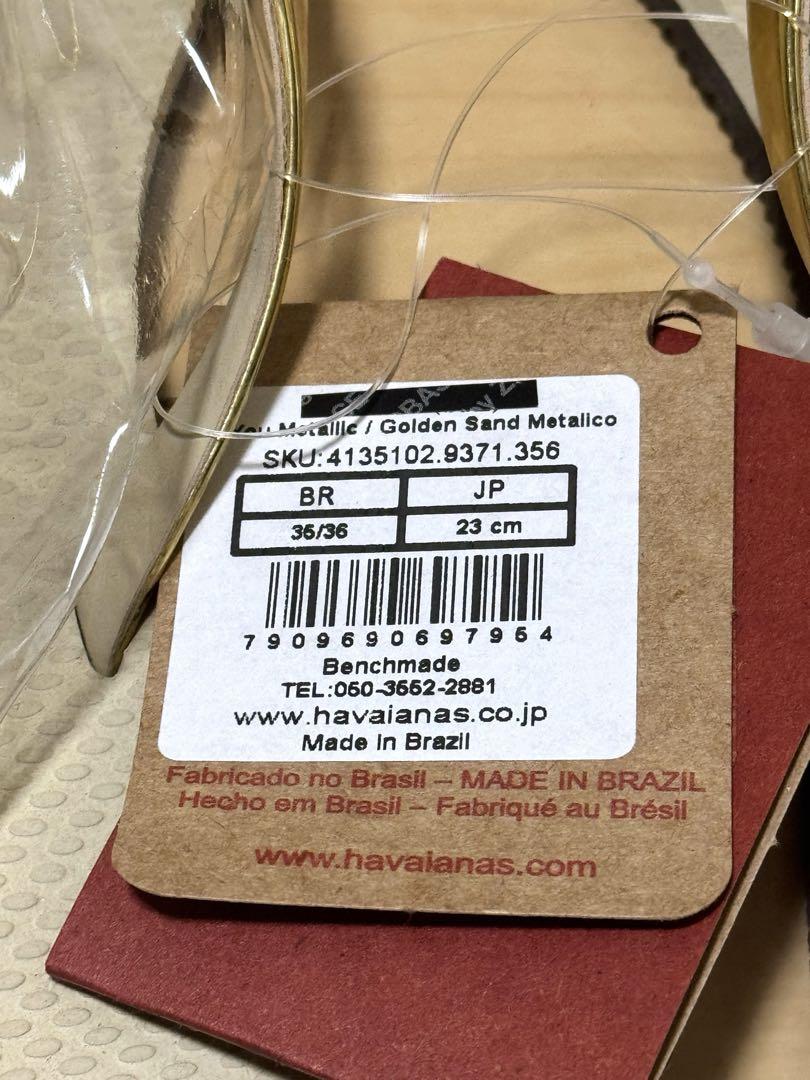 Metallic / Golden Sand Metalico
SKU:4135102.9371.356
BR JP
35/36 23 cm
7909690697954
Benchmade
TEL:050-3552-2881
www.havaianas.co.jp
Made in Brazil
Fabricado no Brasil – MADE IN BRAZIL
Hecho em Brasil – Fabriqué au Brésil
www.havaianas.com